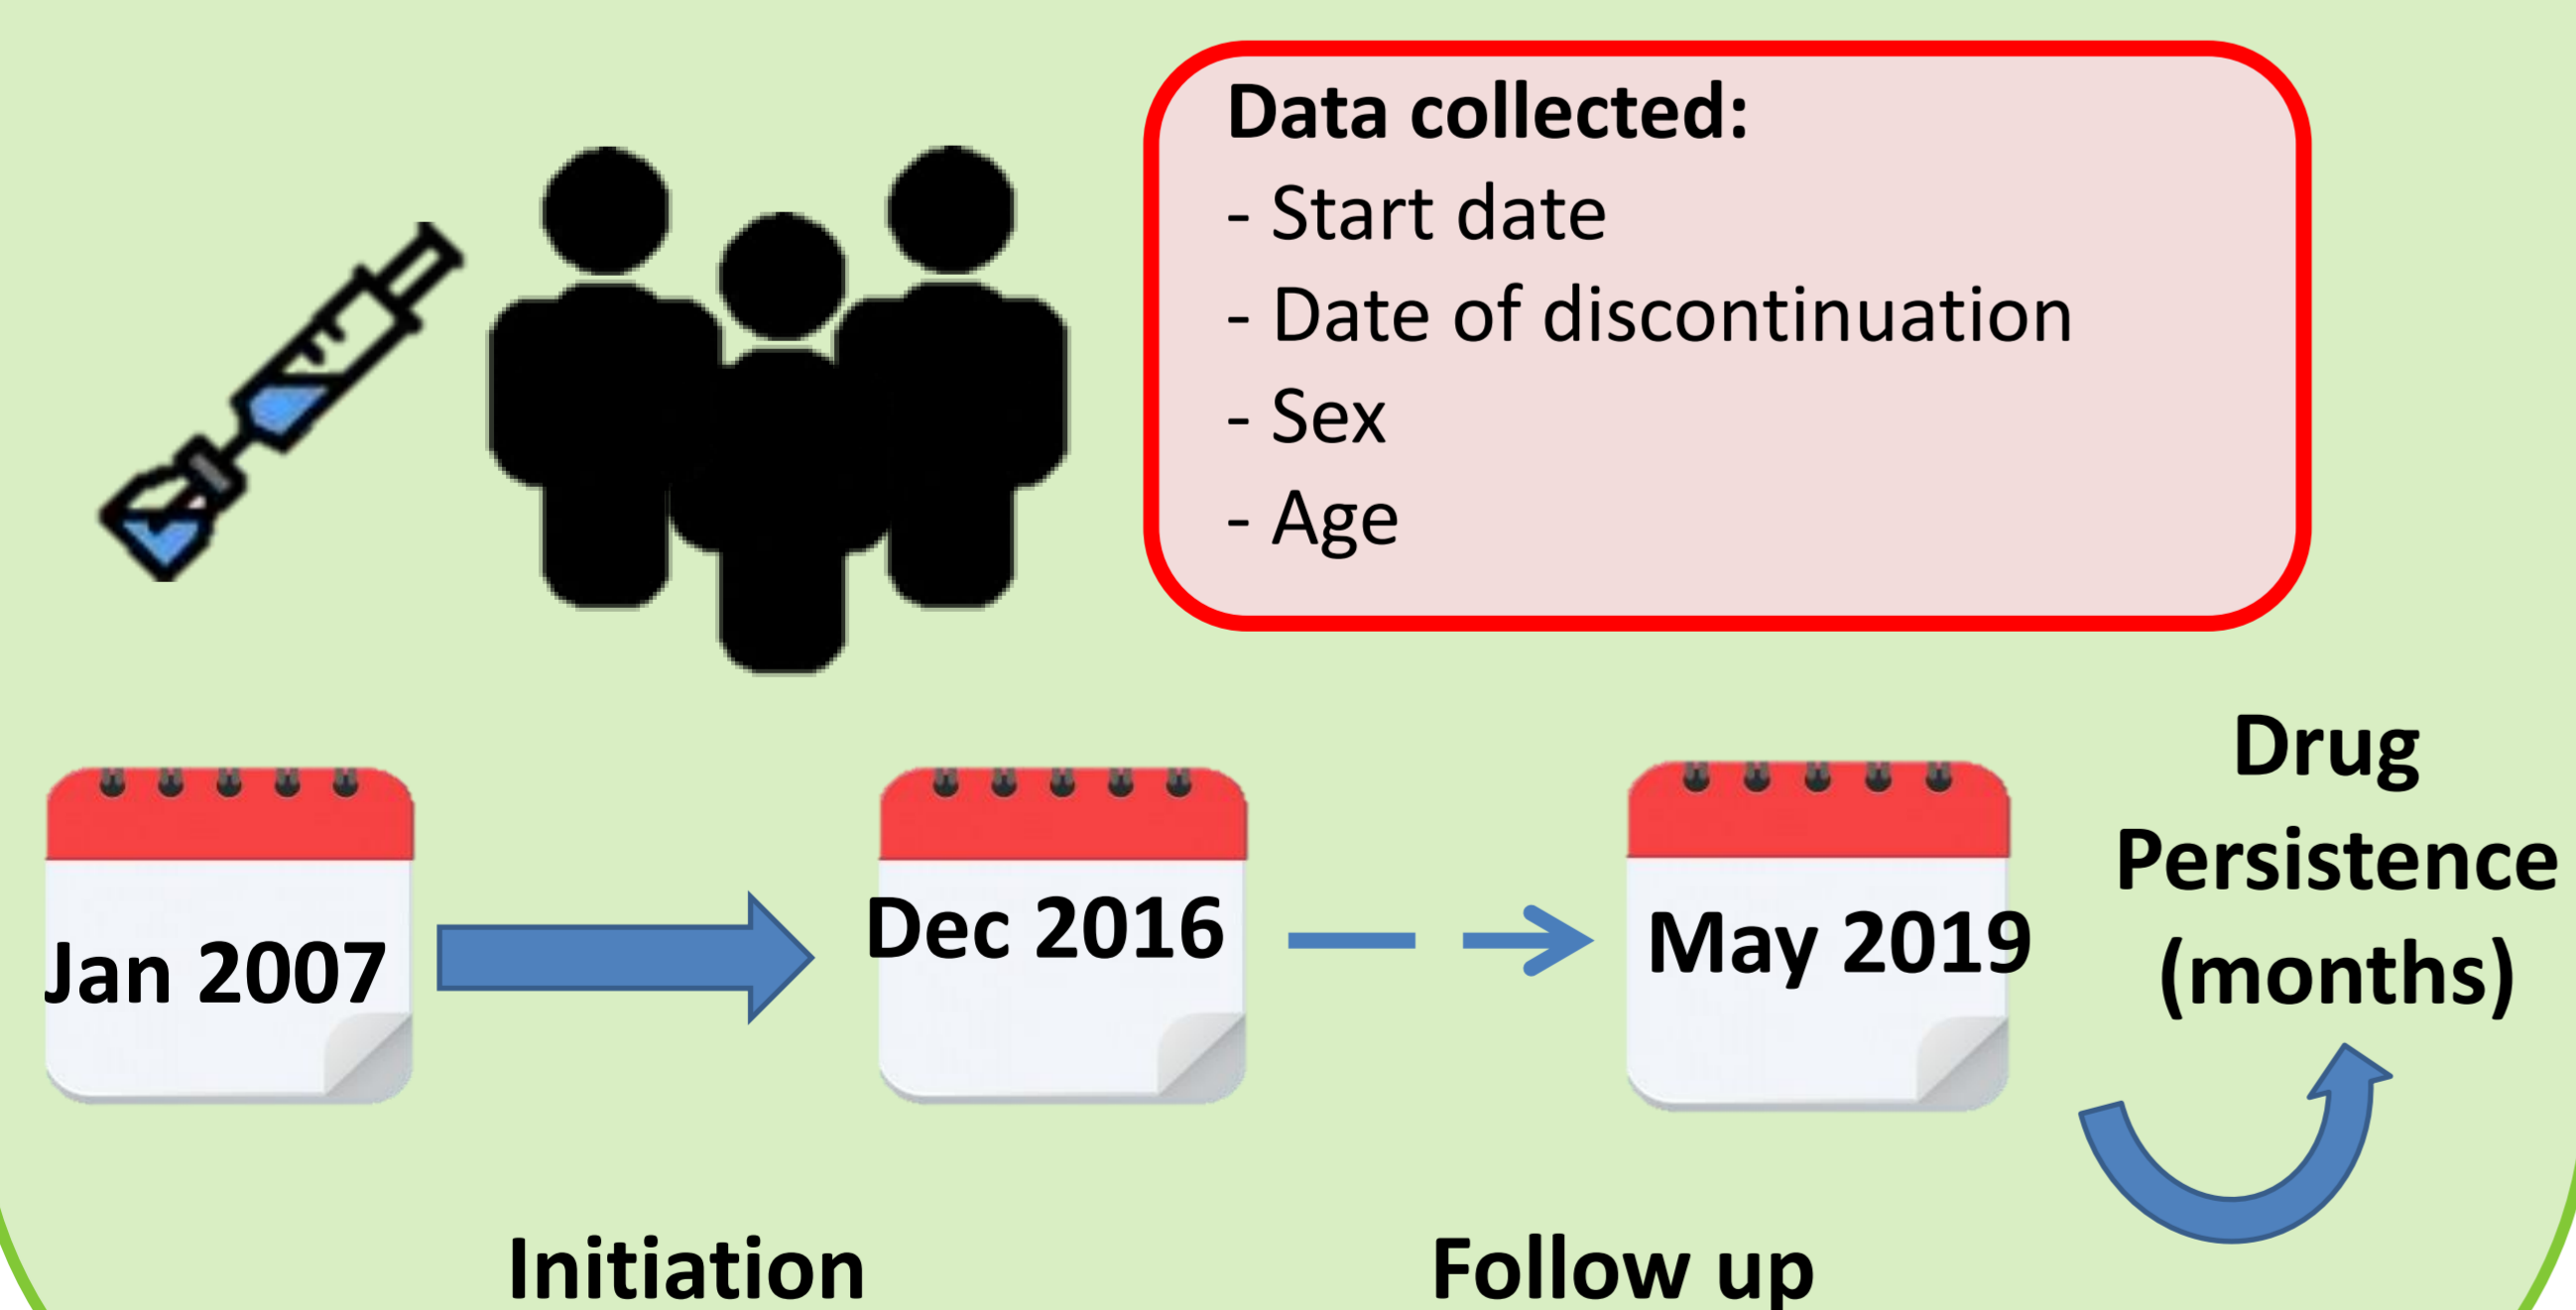 Data collected:
- Start date
- Date of discontinuation
- Sex
- Age
Drug
Persistence
(months)
Jan 2007
Dec 2016
May 2019
Initiation
Follow up